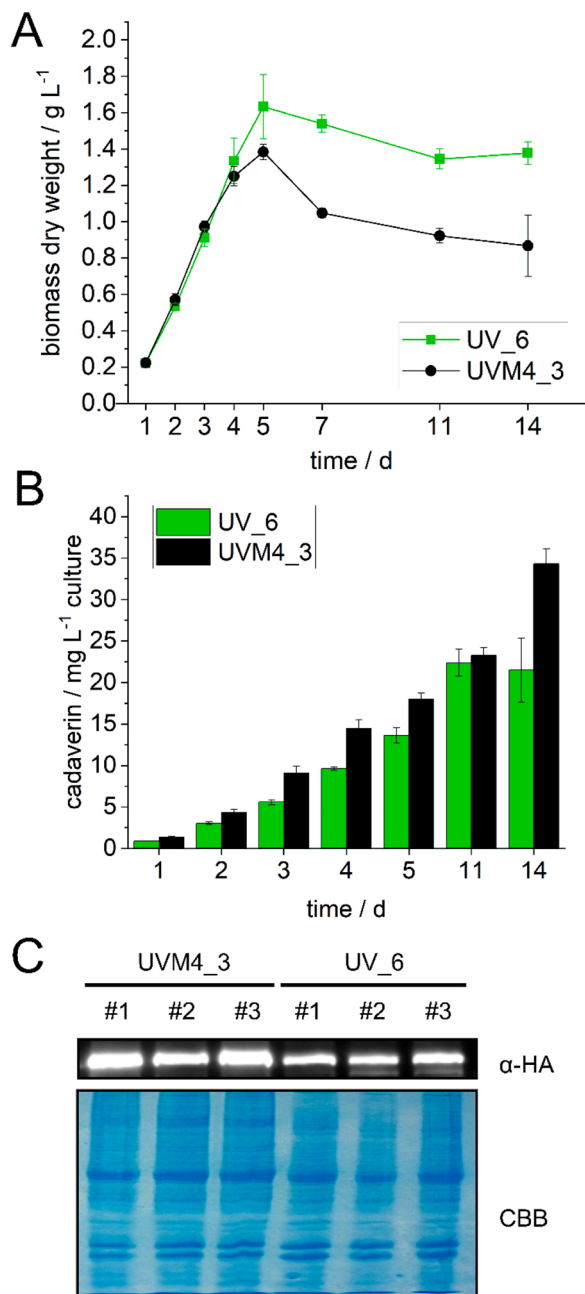 A
biomass dry weight / g L⁻¹
2.0
1.8
1.6
1.4
1.2
1.0
0.8
0.6
0.4
0.2
0.0
UV_6
UVM4_3
1 2 3 4 5 7 11 14
time / d
B
cadaverin / mg L⁻¹ culture
40
35
30
25
20
15
10
5
0
UV_6
UVM4_3
1 2 3 4 5 11 14
time / d
C
UVM4_3 UV_6
#1 #2 #3 #1 #2 #3
α-HA
CBB